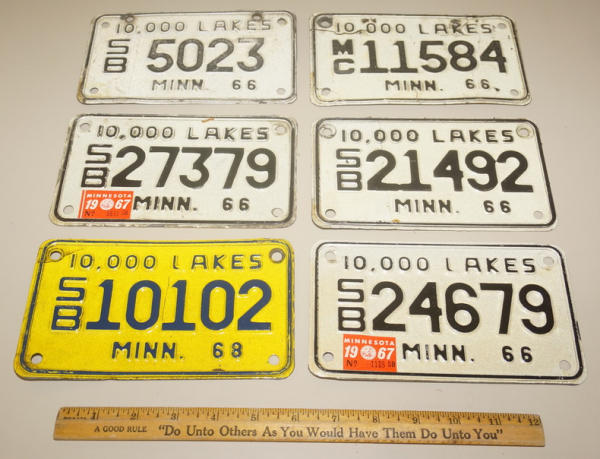 10,000 LAKES
SB 5023
MINN. 66
10,000 LAKES
MC 11584
MINN. 66
10,000 LAKES
SB 27379
MINNESOTA
19 67
No
MINN. 66
10,000 LAKES
SB 21492
MINN. 66
10,000 LAKES
SB 10102
MINN. 68
10,000 LAKES
SB 24679
MINNESOTA
19 67
No
MINN. 66
1 2 3 4 5 6 7 8 9 10 11 12
A GOOD RULE "Do Unto Others As You Would Have Them Do Unto You"